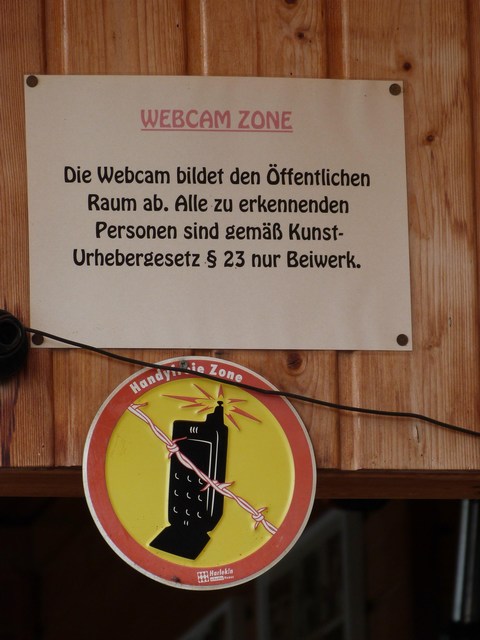 WEBCAM ZONE
Die Webcam bildet den Öffentlichen
Raum ab. Alle zu erkennenden
Personen sind gemäß Kunst-
Urhebergesetz § 23 nur Beiwerk.
Zone
Harlekin